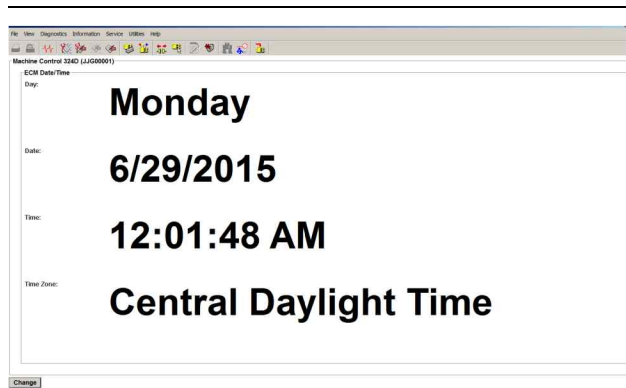 File View Diagnostics Information Service Utilities Help
Machine Control 324D (JJG00001)
ECM Date/Time
Day:
Monday
Date:
6/29/2015
Time:
12:01:48 AM
Time Zone:
Central Daylight Time
Change